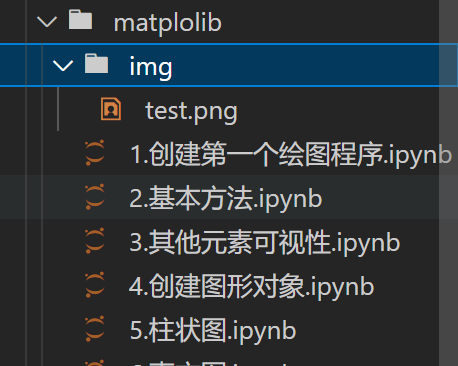 matplolib
img
test.png
1.创建第一个绘图程序.ipynb
2.基本方法.ipynb
3.其他元素可视性.ipynb
4.创建图形对象.ipynb
5.柱状图.ipynb